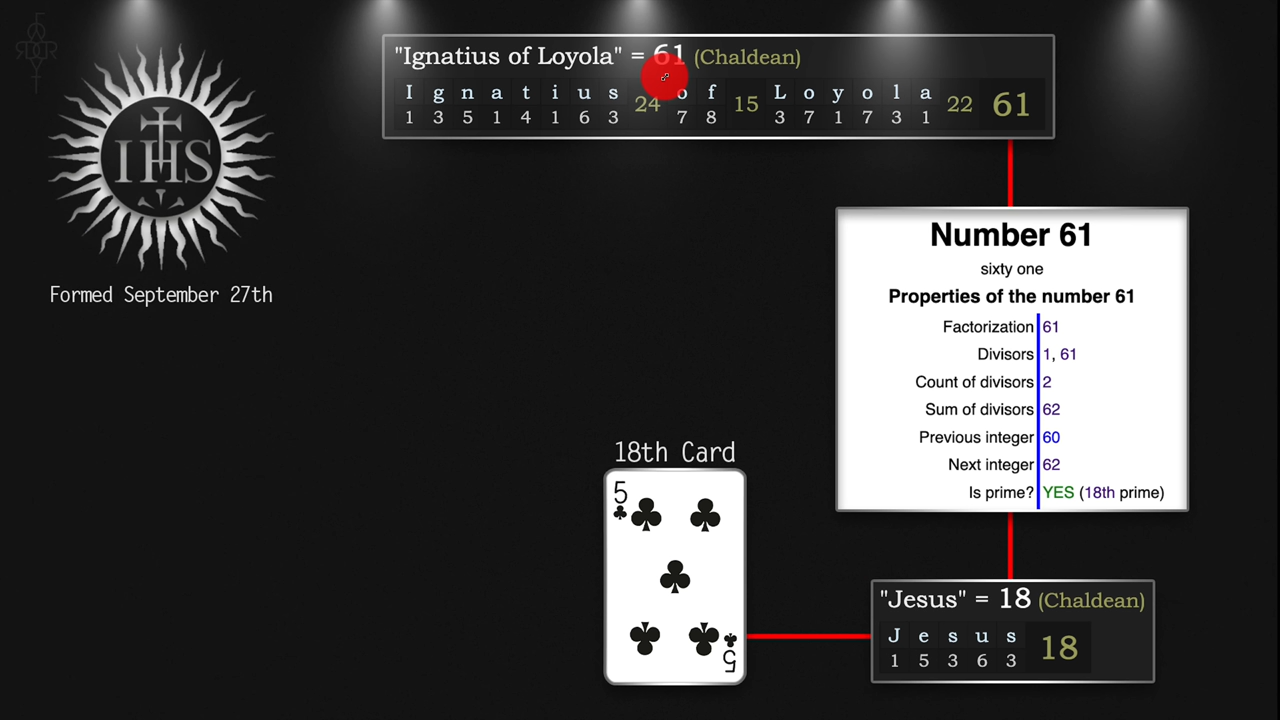 "Ignatius of Loyola" = 61 (Chaldean)
I g n a t i u s 24 o f 15 L o y o l a 22 61
1 3 5 1 4 1 6 3 7 8 3 7 1 7 3 1
IHS
Formed September 27th
Number 61
sixty one
Properties of the number 61
Factorization 61
Divisors 1, 61
Count of divisors 2
Sum of divisors 62
Previous integer 60
Next integer 62
Is prime? YES (18th prime)
18th Card
5
5
"Jesus" = 18 (Chaldean)
J e s u s 18
1 5 3 6 3